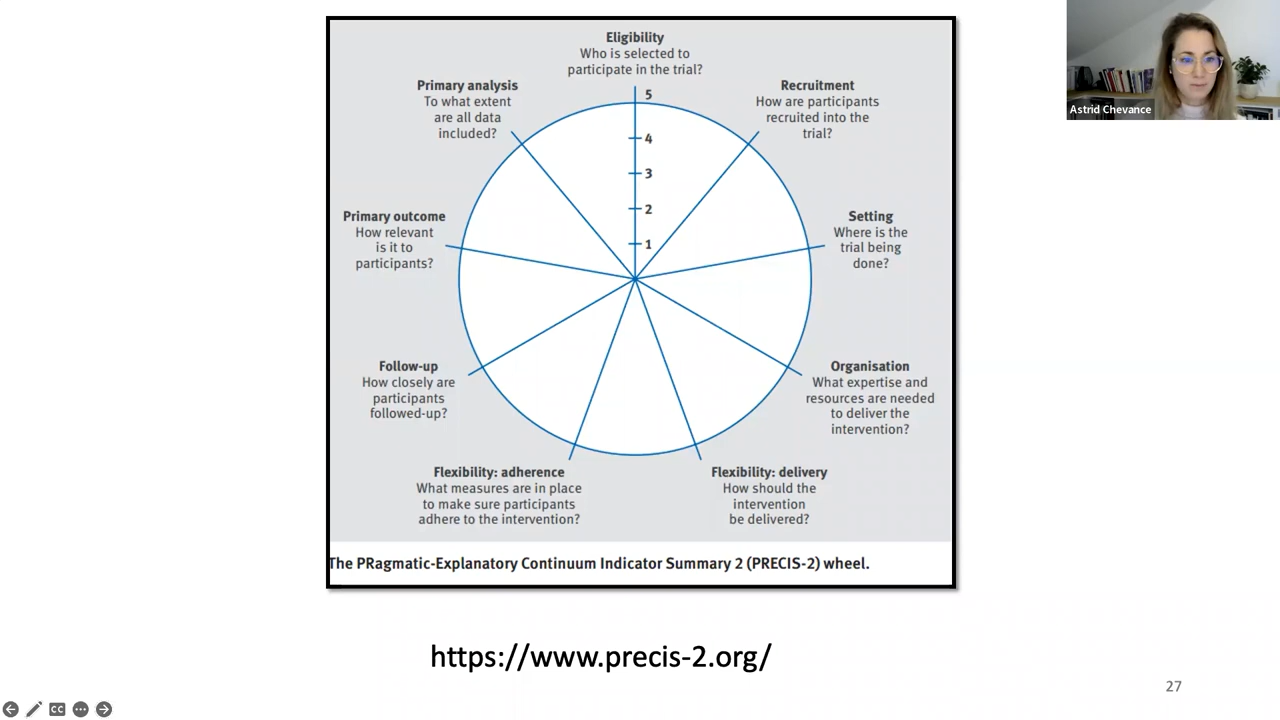 Eligibility
Who is selected to
participate in the trial?
Primary analysis
To what extent
are all data
included?
Recruitment
How are participants
recruited into the
trial?
5
4
3
2
1
Primary outcome
How relevant
is it to
participants?
Setting
Where is the
trial being
done?
Follow-up
How closely are
participants
followed-up?
Organisation
What expertise and
resources are needed
to deliver the
intervention?
Flexibility: adherence
What measures are in place
to make sure participants
adhere to the intervention?
Flexibility: delivery
How should the
intervention
be delivered?
The PRagmatic-Explanatory Continuum Indicator Summary 2 (PRECIS-2) wheel.
https://www.precis-2.org/
27
Astrid Chevance
CC